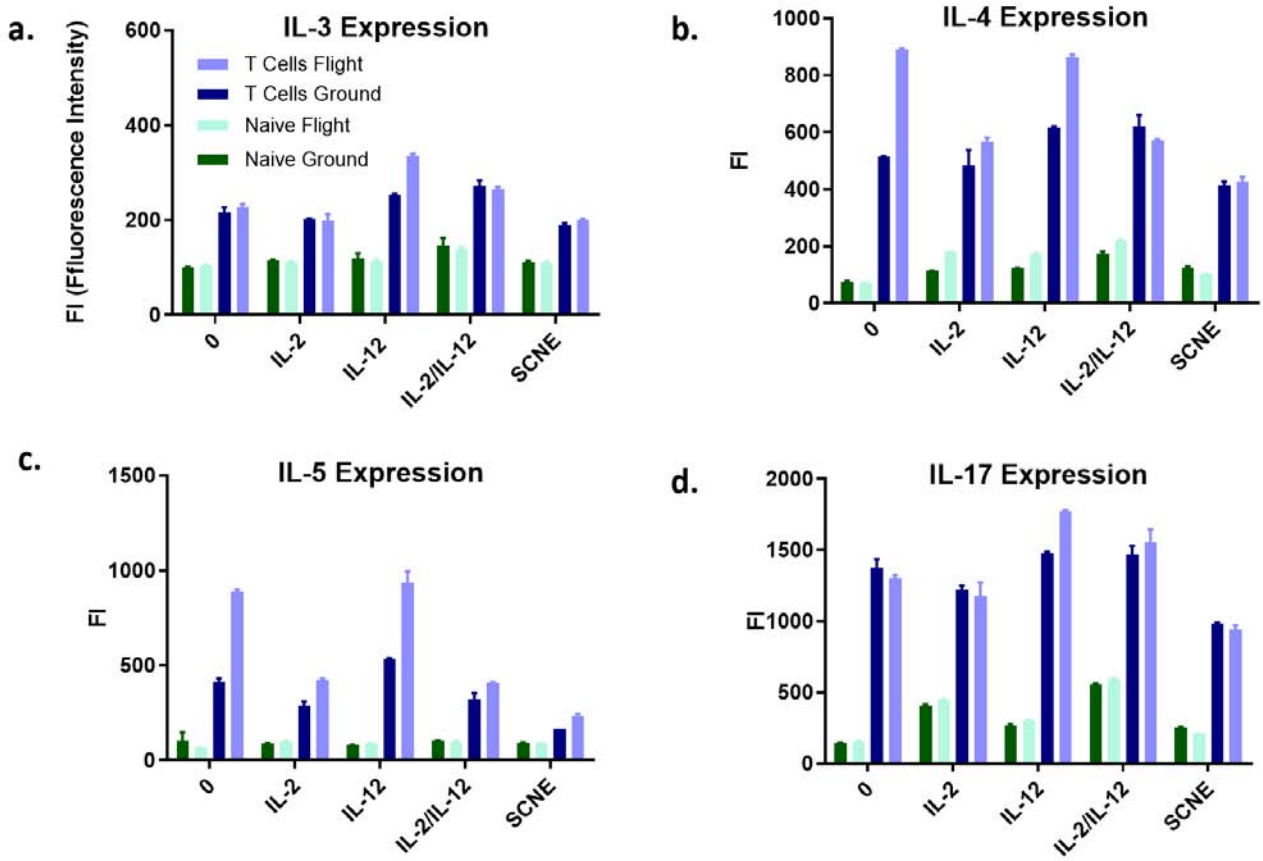 a.
IL-3 Expression
FI (Ffluorescence Intensity)
600
400
200
0
T Cells Flight
T Cells Ground
Naive Flight
Naive Ground
0
IL-2
IL-12
IL-2/IL-12
SCNE
b.
IL-4 Expression
FI
1000
800
600
400
200
0
0
IL-2
IL-12
IL-2/IL-12
SCNE
c.
IL-5 Expression
FI
1500
1000
500
0
0
IL-2
IL-12
IL-2/IL-12
SCNE
d.
IL-17 Expression
FI
2000
1500
1000
500
0
0
IL-2
IL-12
IL-2/IL-12
SCNE